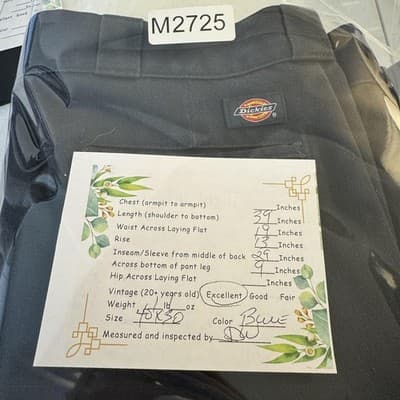 M2725
Dickies
Chest (armpit to armpit) Inches
Length (shoulder to bottom) 39 Inches
Waist Across Laying Flat 19 Inches
Rise 13 Inches
Inseam/Sleeve from middle of back 29 Inches
Across bottom of pant leg 9 Inches
Hip Across Laying Flat Inches
Vintage (20+ years old) Excellent Good Fair
Weight 1 lb oz
Size 40x30 Color Blue
Measured and inspected by